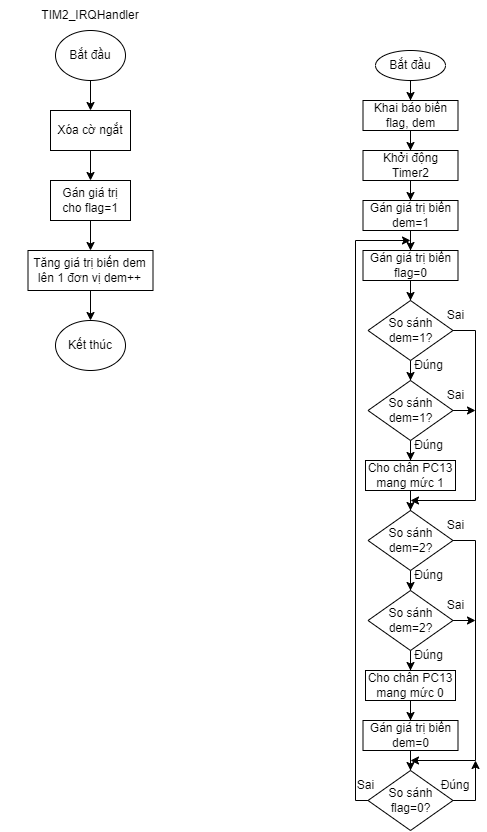 TIM2_IRQHandler
Bắt đầu
Xóa cờ ngắt
Gán giá trị
cho flag=1
Tăng giá trị biến dem
lên 1 đơn vị dem++
Kết thúc
Bắt đầu
Khai báo biến
flag, dem
Khởi động
Timer2
Gán giá trị biến
dem=1
Gán giá trị biến
flag=0
So sánh
dem=1?
Sai
Đúng
So sánh
dem=1?
Sai
Đúng
Cho chân PC13
mang mức 1
So sánh
dem=2?
Sai
Đúng
So sánh
dem=2?
Sai
Đúng
Cho chân PC13
mang mức 0
Gán giá trị biến
dem=0
So sánh
flag=0?
Sai
Đúng